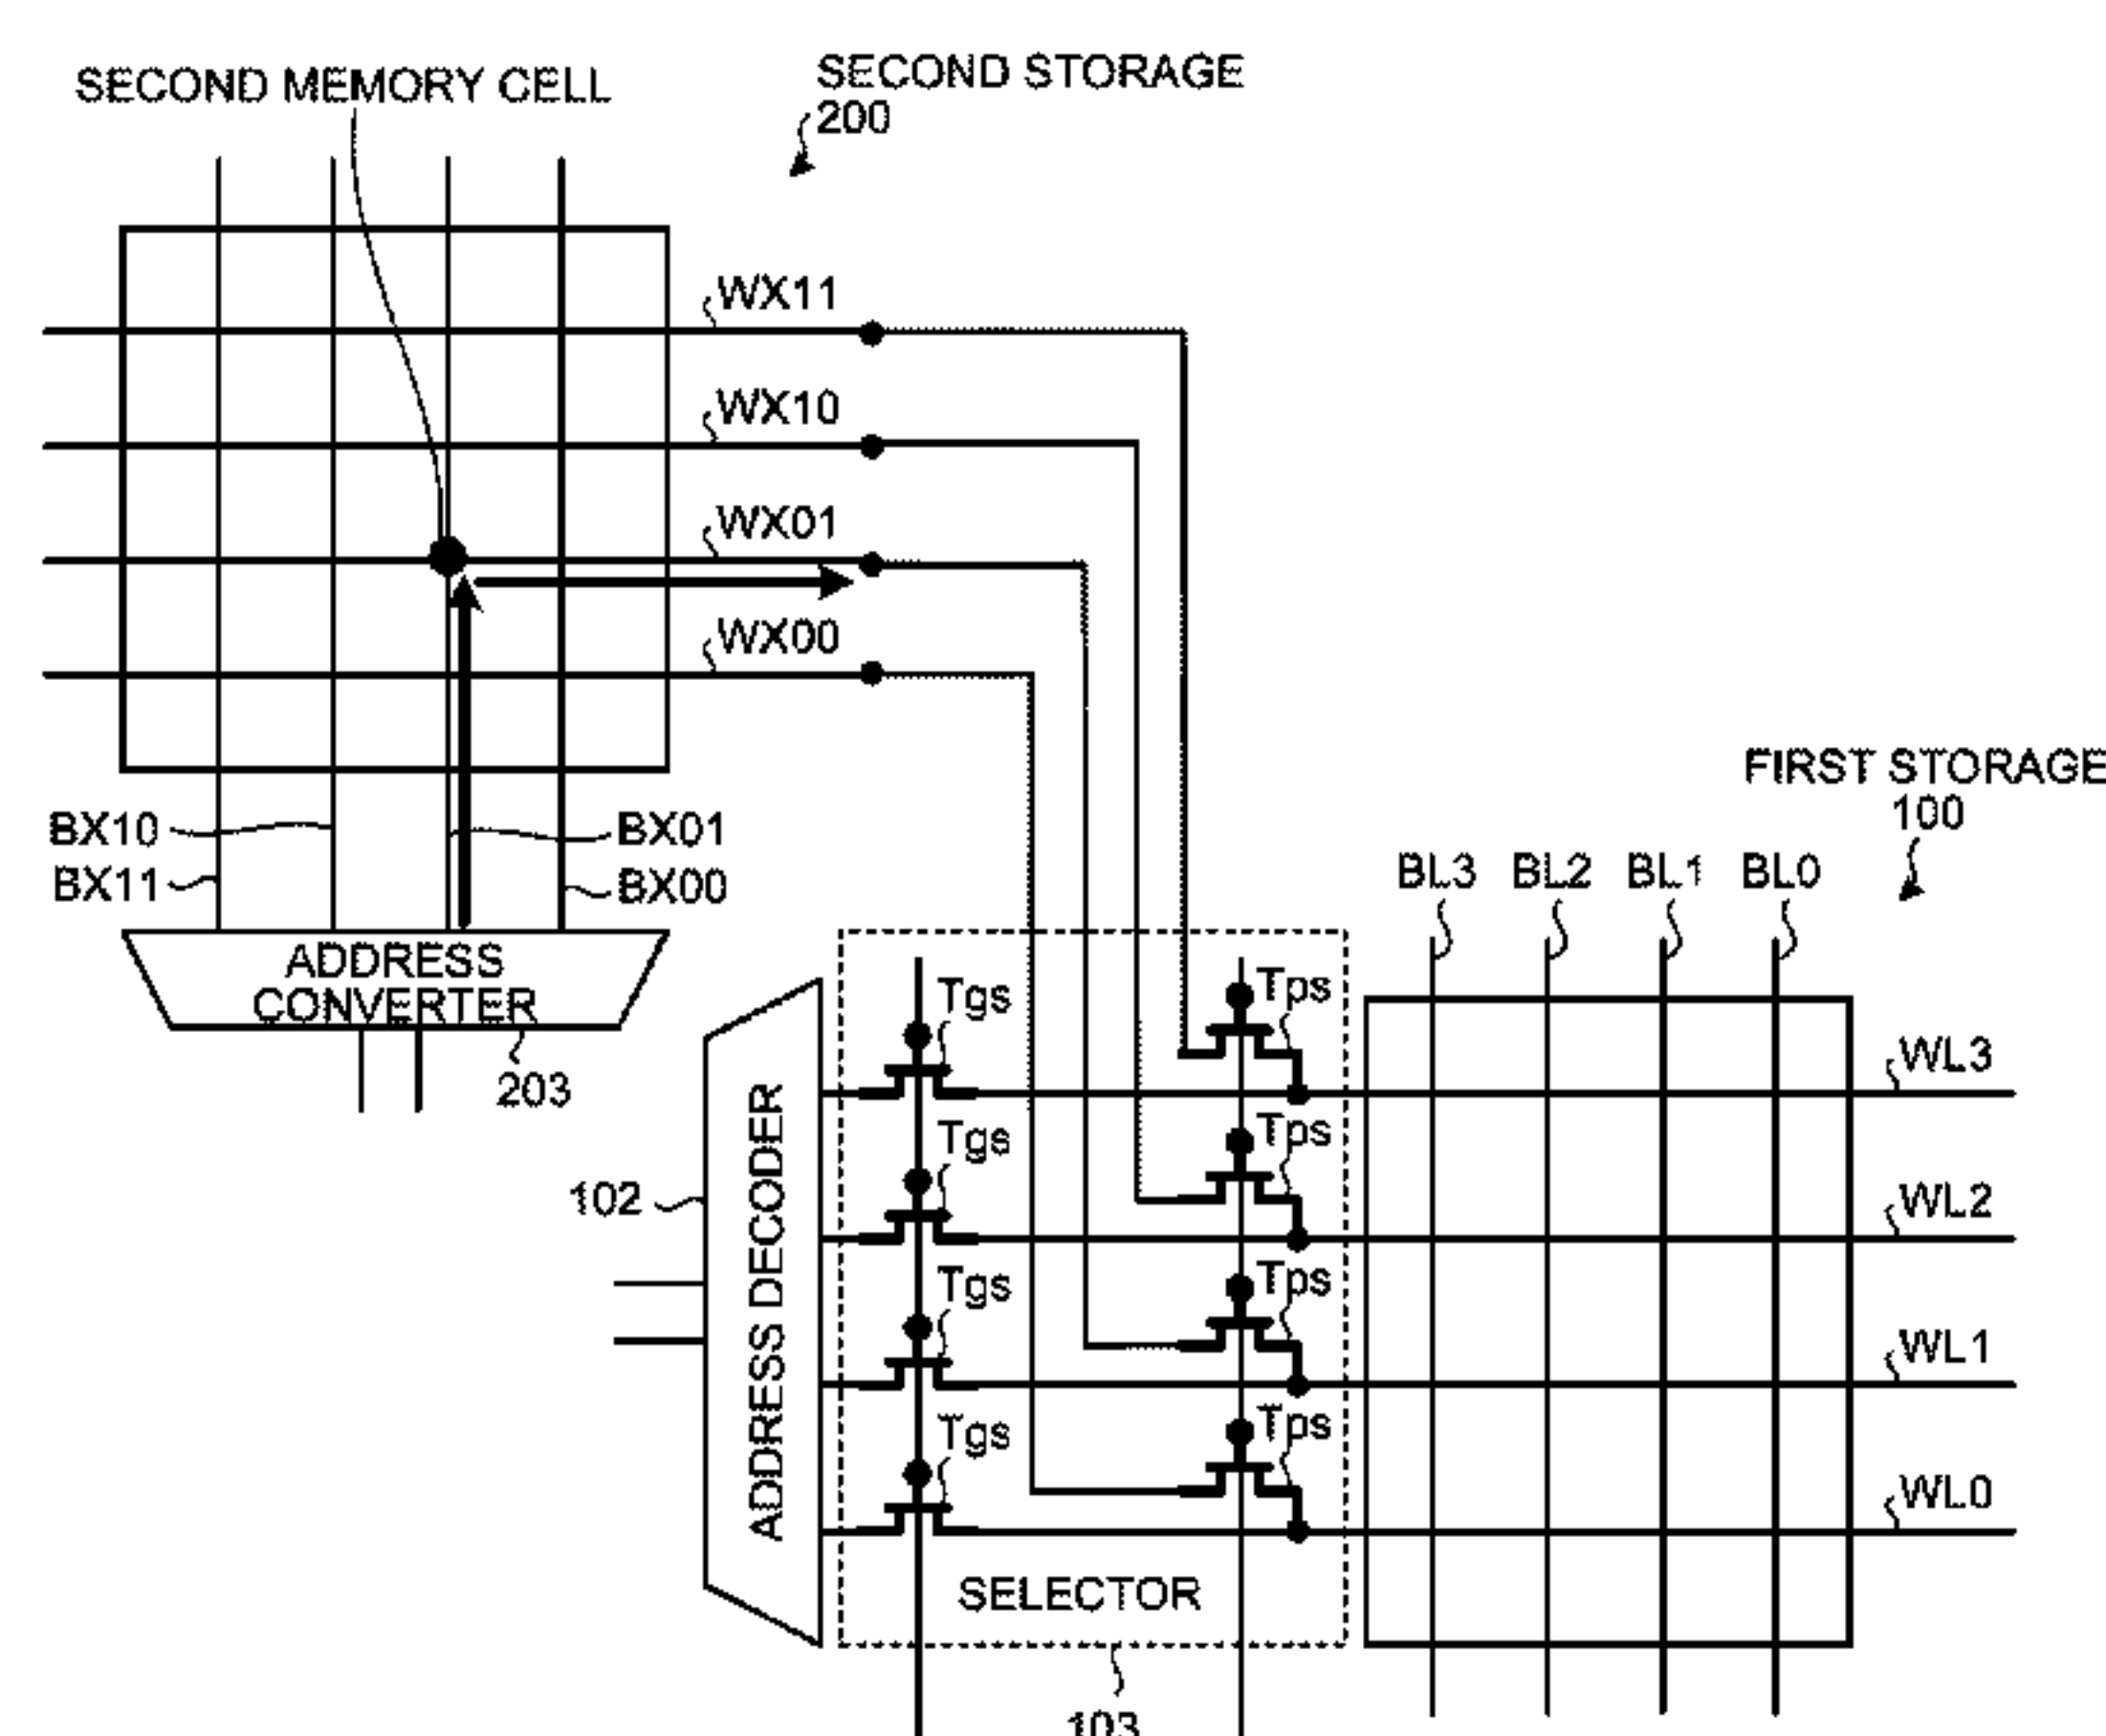 SECOND MEMORY CELL
SECOND STORAGE
200
WX11
WX10
WX01
WX00
FIRST STORAGE
100
BX10
BX01
BX11
BX00
BL3 BL2 BL1 BL0
ADDRESS
CONVERTER
203
Tgs
Tps
WL3
Tgs
Tps
102
ADDRESS DECODER
WL2
Tgs
Tps
WL1
Tgs
Tps
WL0
SELECTOR
103